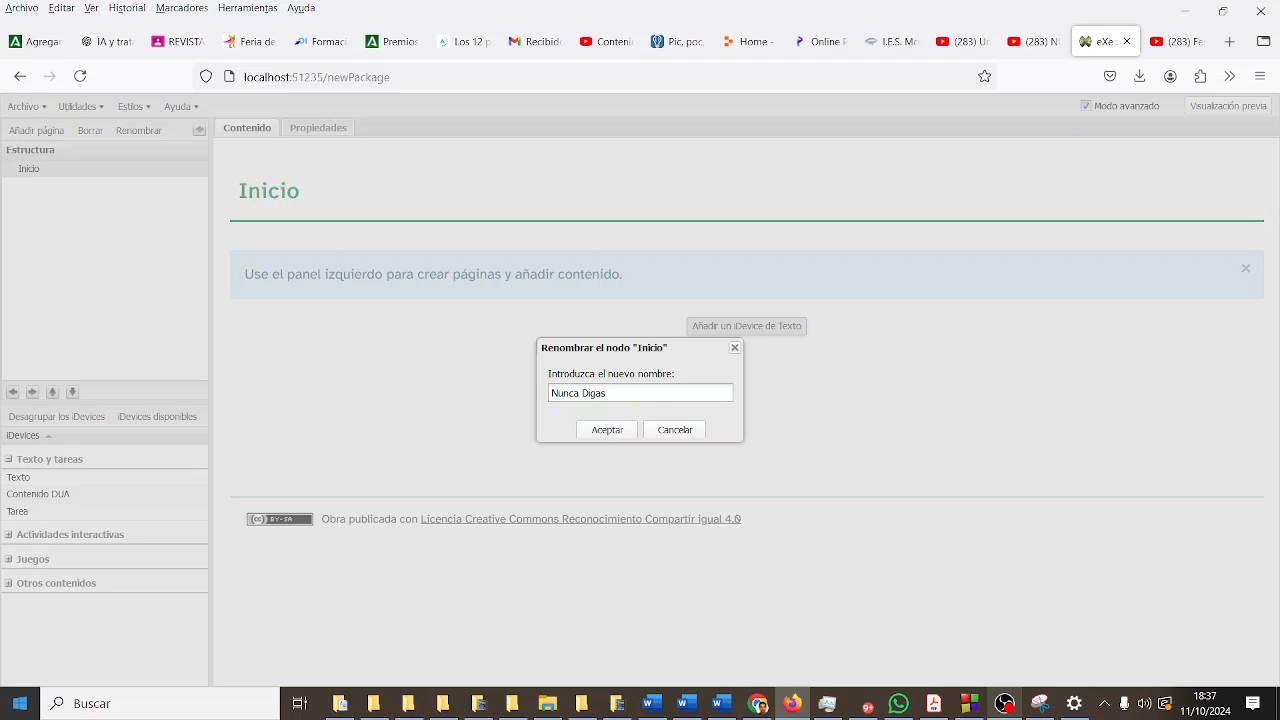 Archivo Editar Ver Historial Marcadores Herramientas Ayuda
Agrega IA y trat REVISTA Feria de Formaci Premios Los 12 p Recibid Conteni Pic, poc Home - Online F I.E.S. Mo (283) Ur (283) Nl eXe (283) Fe
localhost:51235/newPackage
Archivo Utilidades Estilos Ayuda Modo avanzado Visualización previa
Añadir página Borrar Renombrar
Contenido Propiedades
Estructura
Inicio
Inicio
Use el panel izquierdo para crear páginas y añadir contenido.
Añadir un iDevice de Texto
Renombrar el nodo "Inicio"
Introduzca el nuevo nombre:
Nunca Digas
Aceptar Cancelar
Desagrupar los iDevices iDevices disponibles
iDevices
Texto y tareas
Texto
Contenido DUA
Tarea
Actividades interactivas
Juegos
Otros contenidos
(cc) BY-SA Obra publicada con Licencia Creative Commons Reconocimiento Compartir igual 4.0
Buscar
18:37
11/10/2024